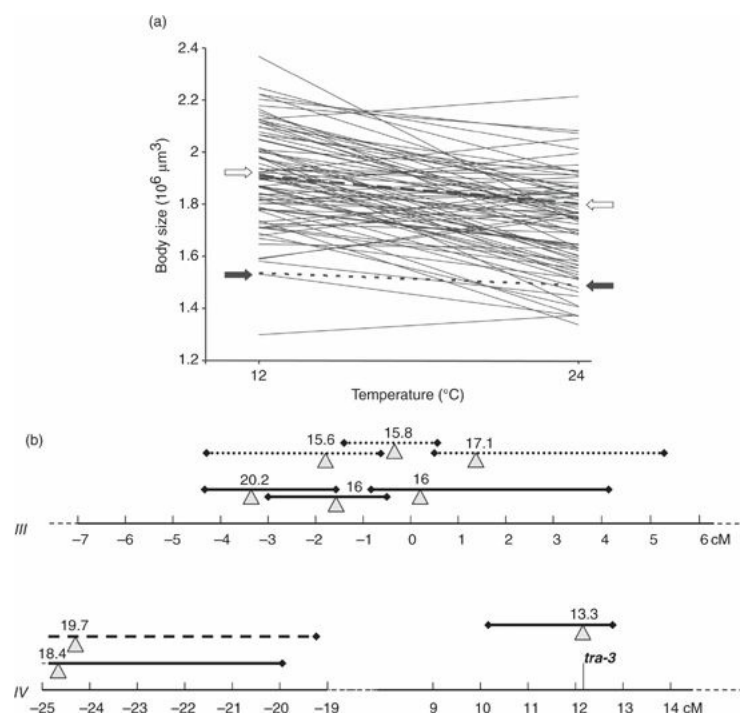 (a)
2.4
2.2
2
1.8
1.6
1.4
1.2
Body size (10⁶ μm³)
12
24
Temperature (°C)
(b)
15.6
15.8
17.1
20.2
16
16
III
–7 –6 –5 –4 –3 –2 –1 0 1 2 3 4 5 6 cM
19.7
13.3
18.4
tra-3
IV
–25 –24 –23 –22 –21 –20 –19 9 10 11 12 13 14 cM